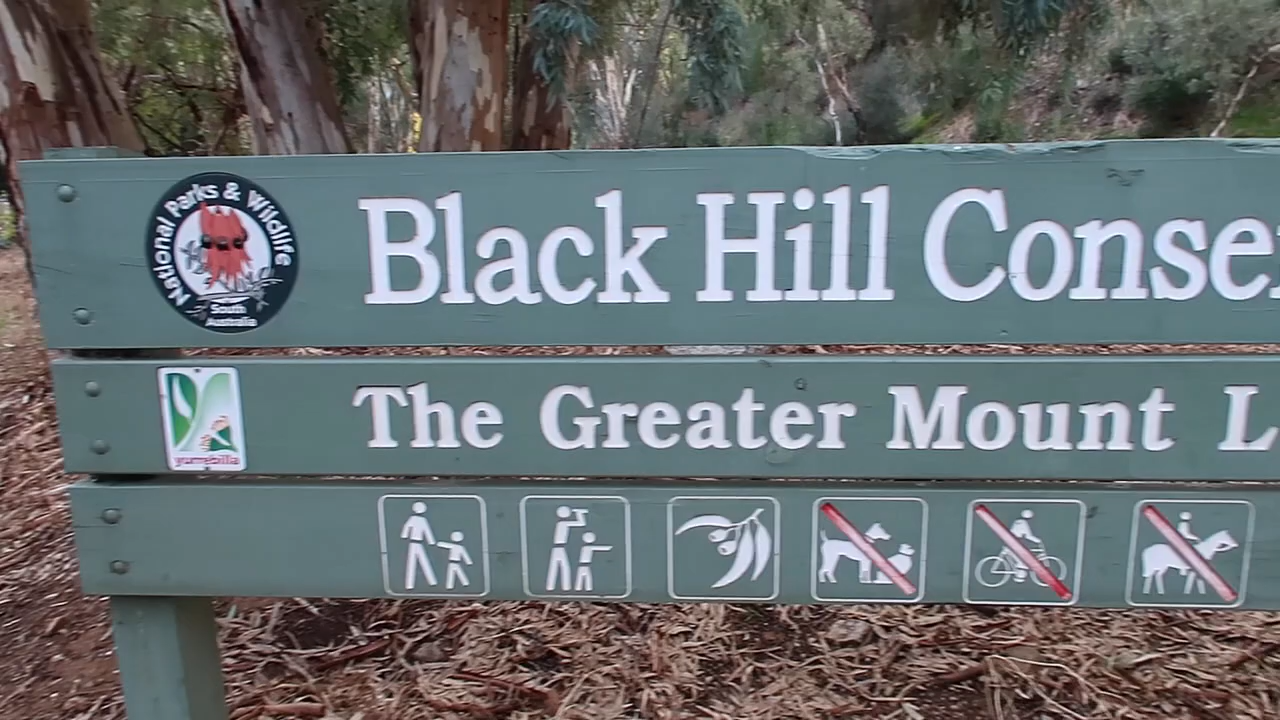 National Parks & Wildlife
South
Australia
Black Hill Conse
The Greater Mount L
yurrebilla